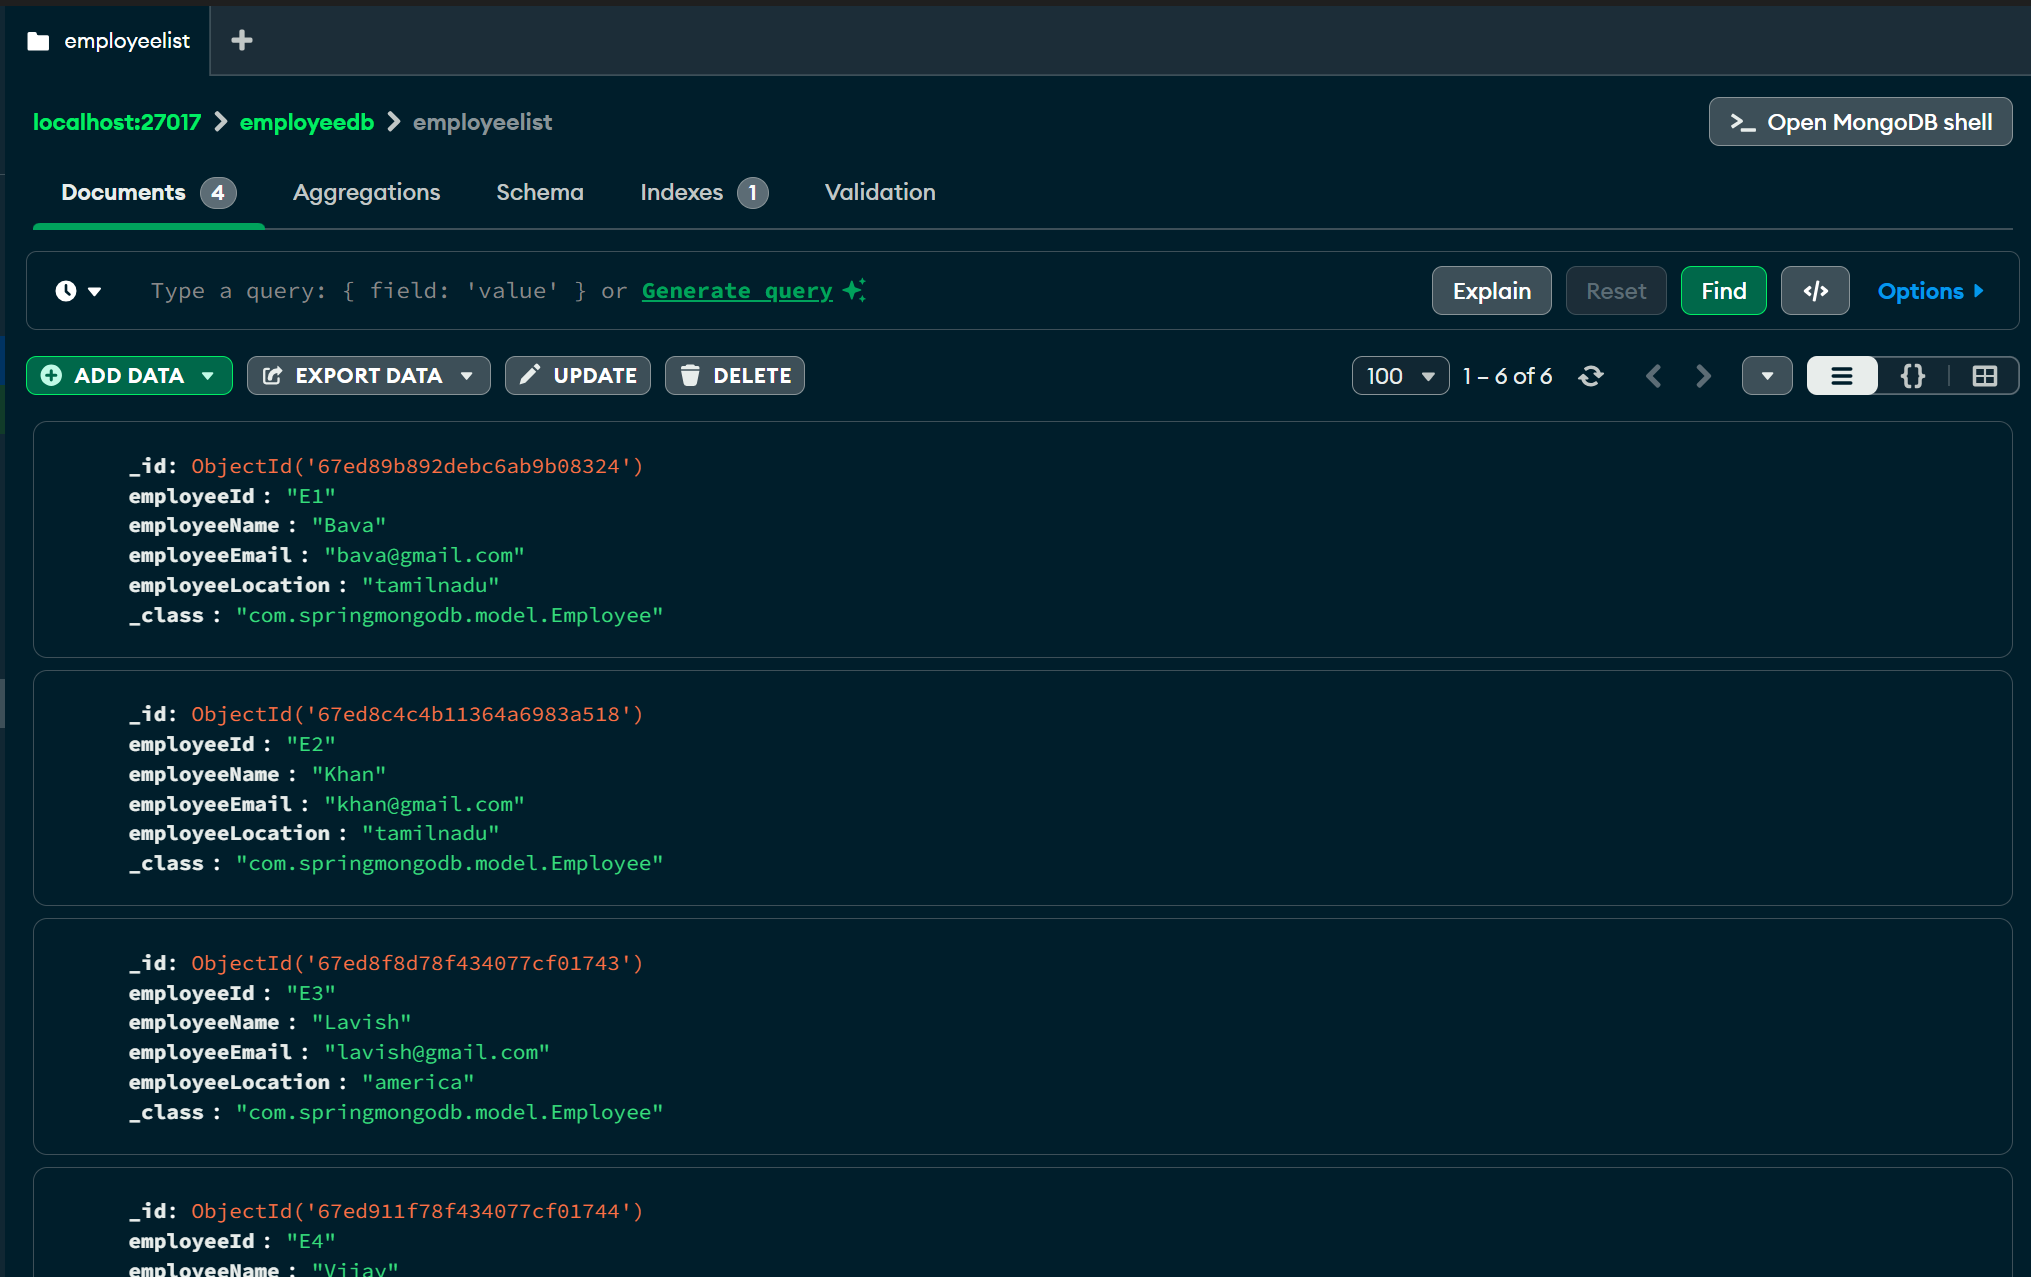 employeelist
localhost:27017 employeedb employeelist
Open MongoDB shell
Documents 4 Aggregations Schema Indexes 1 Validation
Type a query: { field: 'value' } or Generate query
Explain Reset Find </> Options
ADD DATA EXPORT DATA UPDATE DELETE
100 1 – 6 of 6 {}
_id: ObjectId('67ed89b892debc6ab9b08324')
employeeId : "E1"
employeeName : "Bava"
employeeEmail : "bava@gmail.com"
employeeLocation : "tamilnadu"
_class : "com.springmongodb.model.Employee"
_id: ObjectId('67ed8c4c4b11364a6983a518')
employeeId : "E2"
employeeName : "Khan"
employeeEmail : "khan@gmail.com"
employeeLocation : "tamilnadu"
_class : "com.springmongodb.model.Employee"
_id: ObjectId('67ed8f8d78f434077cf01743')
employeeId : "E3"
employeeName : "Lavish"
employeeEmail : "lavish@gmail.com"
employeeLocation : "america"
_class : "com.springmongodb.model.Employee"
_id: ObjectId('67ed911f78f434077cf01744')
employeeId : "E4"
employeeName : "Vijay"